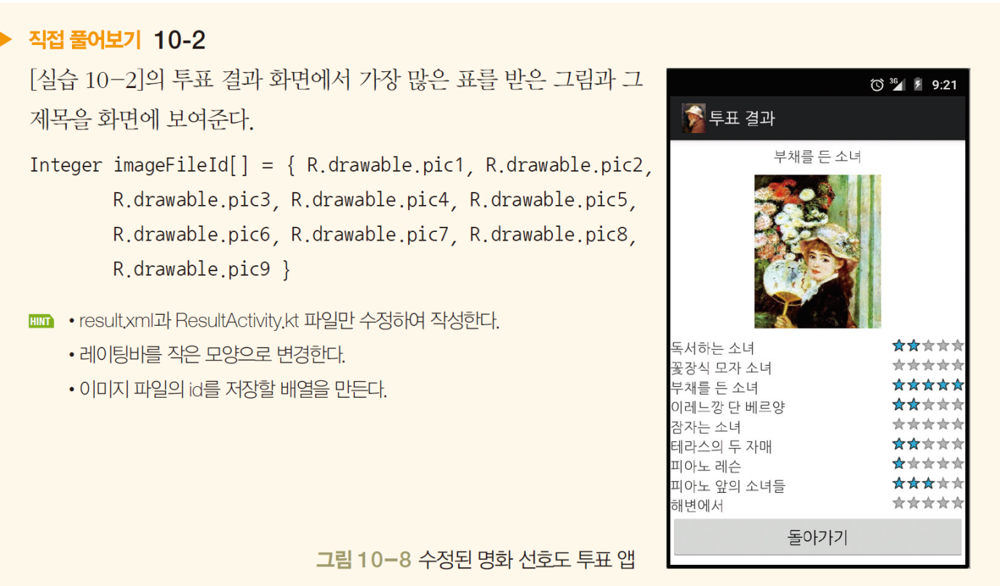 직접 풀어보기 10-2
[실습 10-2]의 투표 결과 화면에서 가장 많은 표를 받은 그림과 그
제목을 화면에 보여준다.
Integer imageFileId[] = { R.drawable.pic1, R.drawable.pic2,
R.drawable.pic3, R.drawable.pic4, R.drawable.pic5,
R.drawable.pic6, R.drawable.pic7, R.drawable.pic8,
R.drawable.pic9 }
HINT • result.xml과 ResultActivity.kt 파일만 수정하여 작성한다.
• 레이팅바를 작은 모양으로 변경한다.
• 이미지 파일의 id를 저장할 배열을 만든다.
3G 9:21
투표 결과
부채를 든 소녀
독서하는 소녀
꽃장식 모자 소녀
부채를 든 소녀
이레느깡 단 베르양
잠자는 소녀
테라스의 두 자매
피아노 레슨
피아노 앞의 소녀들
해변에서
돌아가기
그림 10-8 수정된 명화 선호도 투표 앱